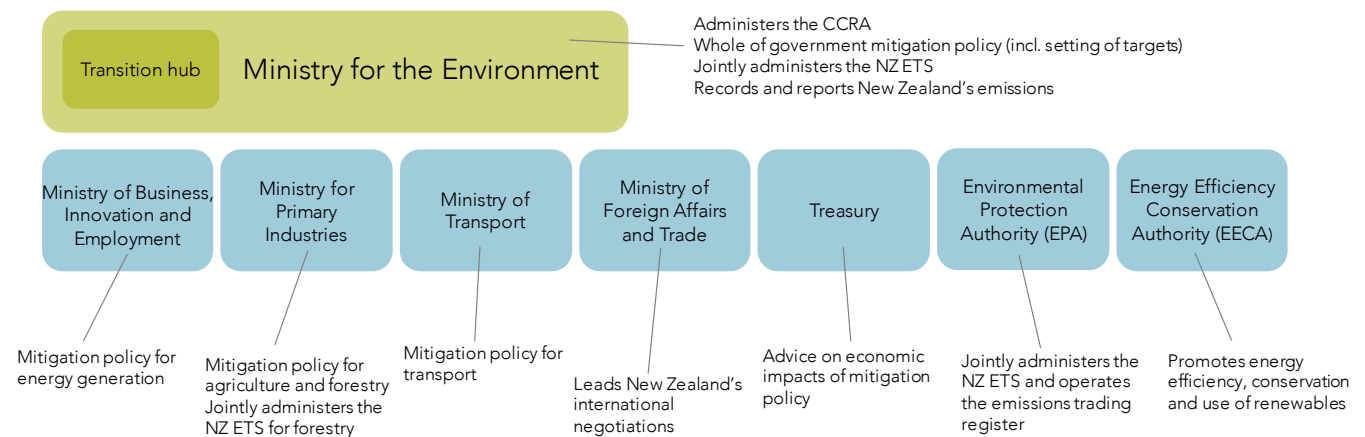 Transition hub
Ministry for the Environment
Administers the CCRA
Whole of government mitigation policy (incl. setting of targets)
Jointly administers the NZ ETS
Records and reports New Zealand's emissions
Ministry of Business,
Innovation and
Employment
Ministry for
Primary
Industries
Ministry of
Transport
Ministry of
Foreign Affairs
and Trade
Treasury
Environmental
Protection
Authority (EPA)
Energy Efficiency
Conservation
Authority (EECA)
Mitigation policy for
energy generation
Mitigation policy for
agriculture and forestry
Jointly administers the
NZ ETS for forestry
Mitigation policy for
transport
Leads New Zealand's
international
negotiations
Advice on economic
impacts of mitigation
policy
Jointly administers the
NZ ETS and operates
the emissions trading
register
Promotes energy
efficiency, conservation
and use of renewables